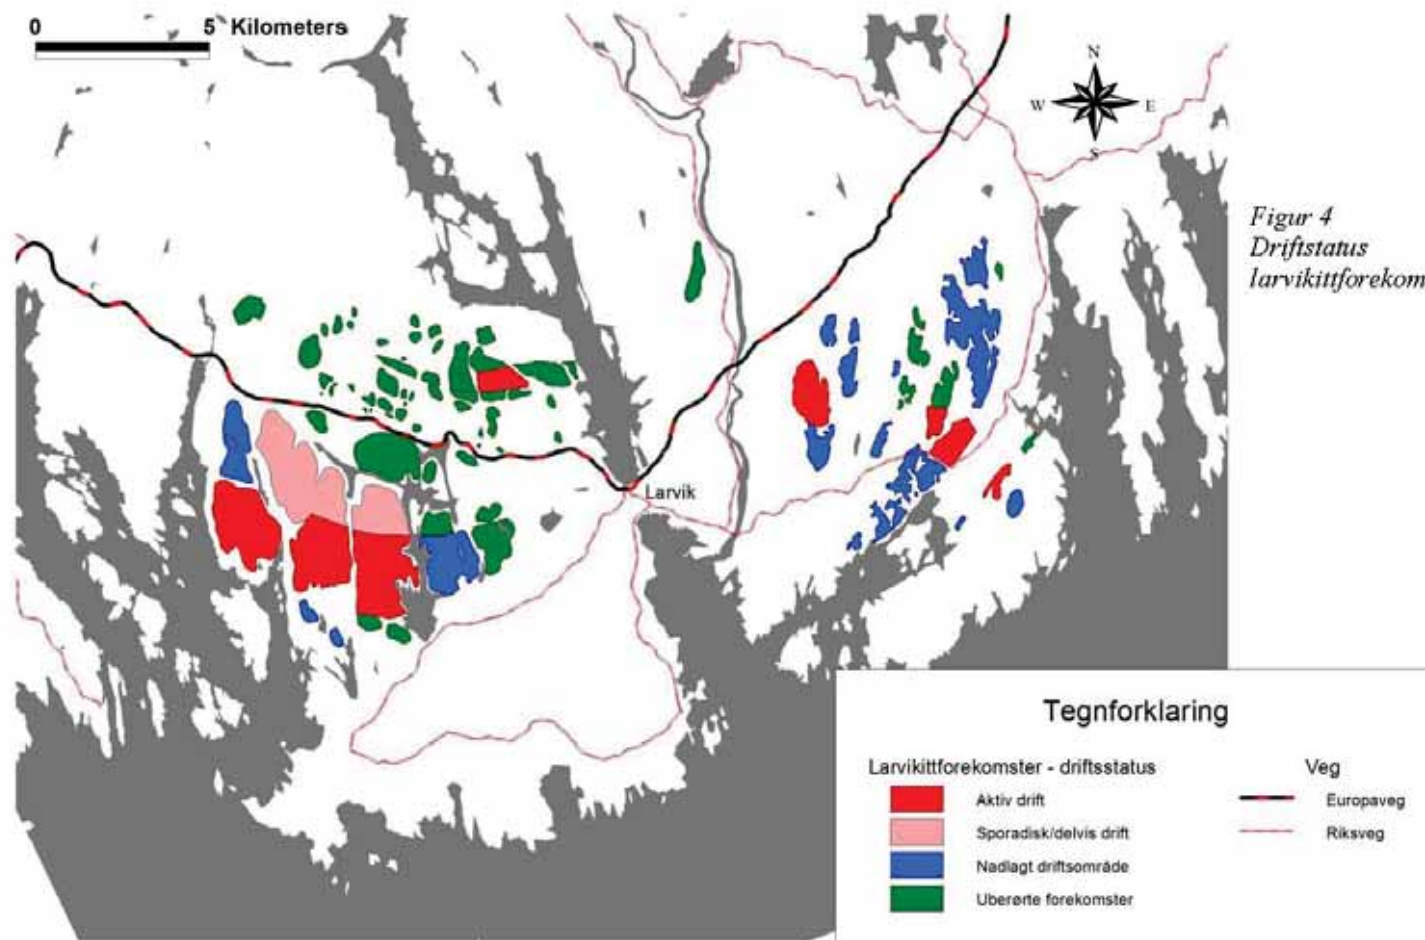 0 5 Kilometers
N
W E
S
Figur 4
Driftstatus
larvikittforekom
Larvik
Tegnforklaring
Larvikittforekomster - driftsstatus
Aktiv drift
Sporadisk/delvis drift
Nadlagt driftsområde
Uberørte forekomster
Veg
Europaveg
Riksveg